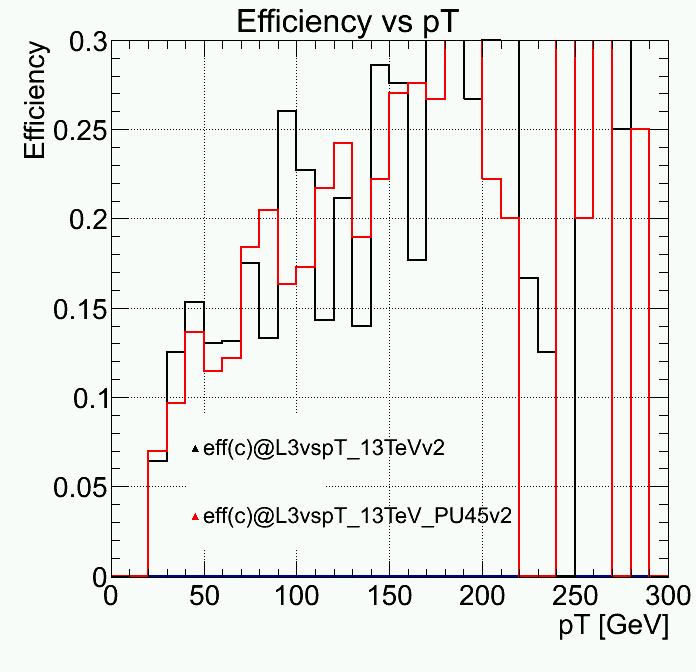 Efficiency vs pT
Efficiency
0.3
0.25
0.2
0.15
0.1
0.05
0
eff(c)@L3vspT_13TeVv2
eff(c)@L3vspT_13TeV_PU45v2
0 50 100 150 200 250 300
pT [GeV]